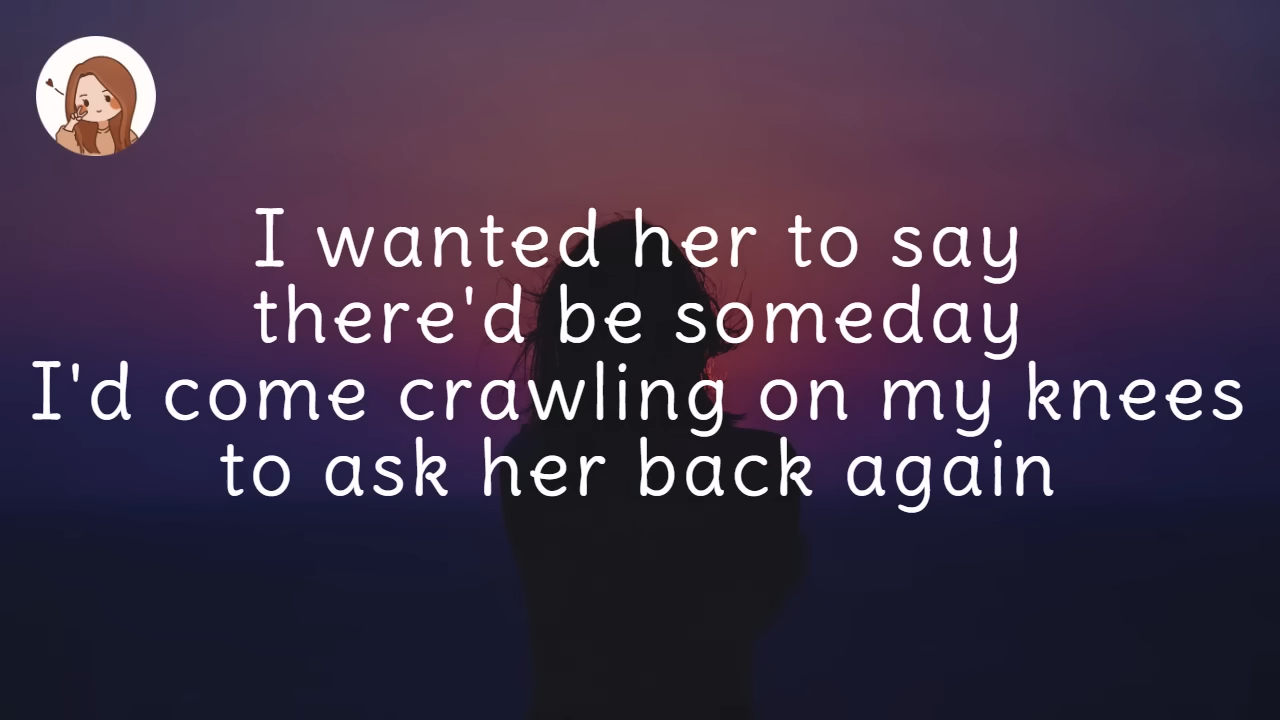 I wanted her to say
there'd be someday
I'd come crawling on my knees
to ask her back again